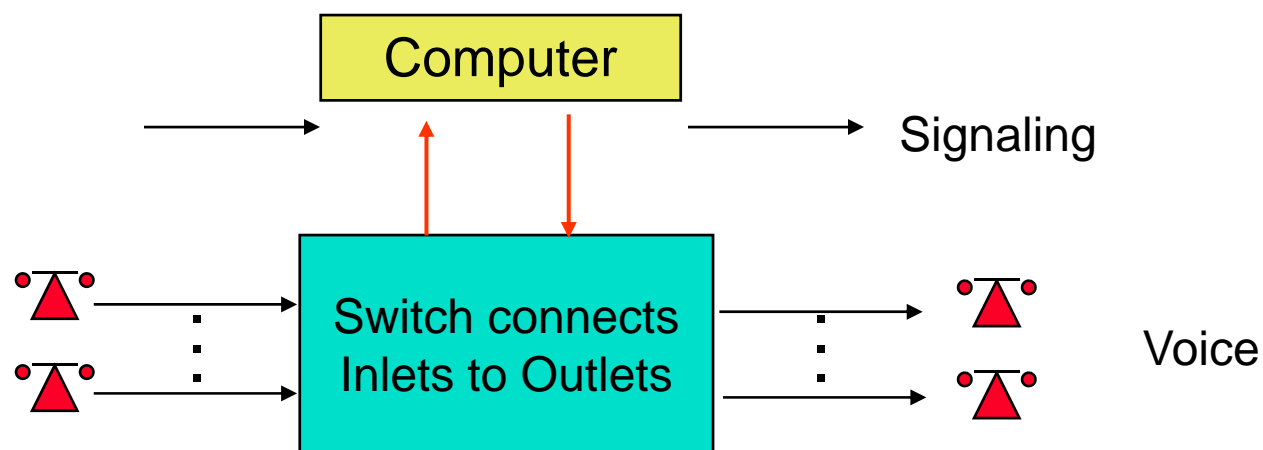 Computer
Signaling
Switch connects
Inlets to Outlets
Voice